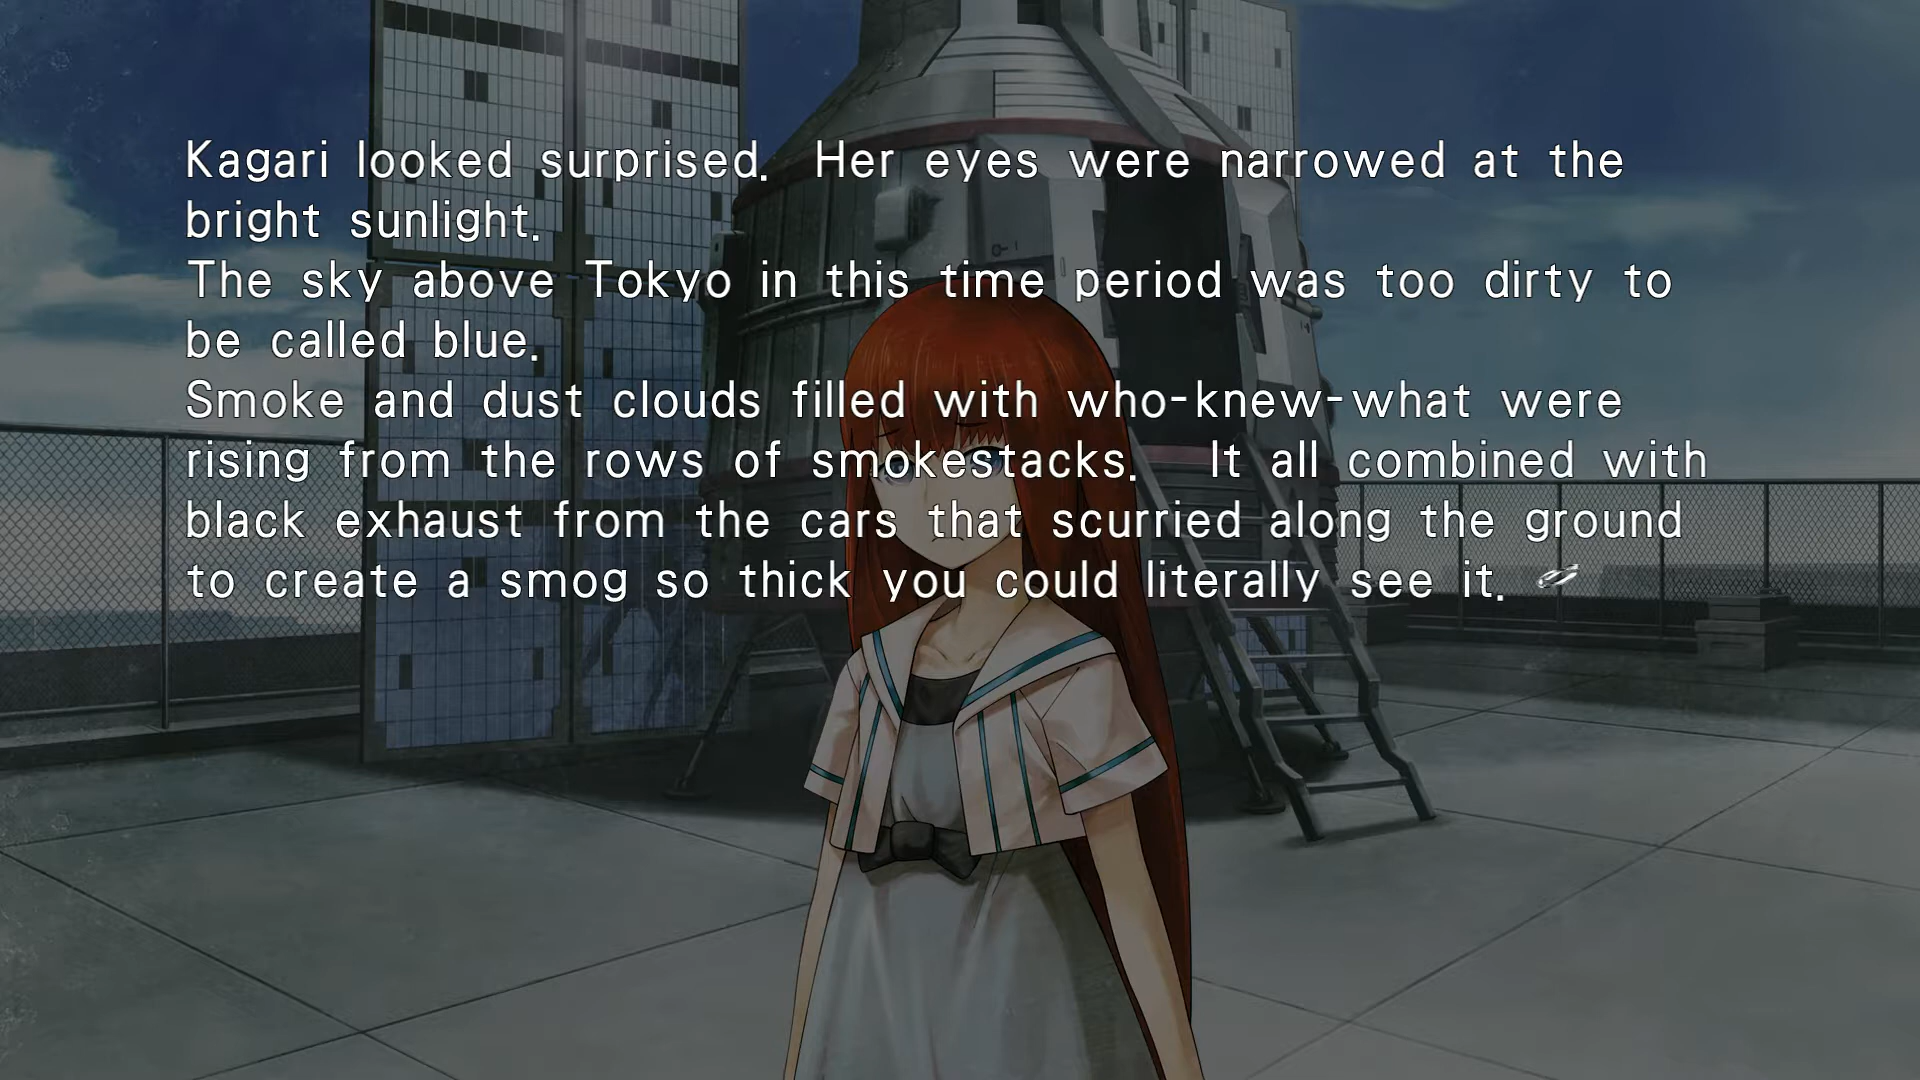 Kagari looked surprised. Her eyes were narrowed at the
bright sunlight.
The sky above Tokyo in this time period was too dirty to
be called blue.
Smoke and dust clouds filled with who-knew-what were
rising from the rows of smokestacks. It all combined with
black exhaust from the cars that scurried along the ground
to create a smog so thick you could literally see it.